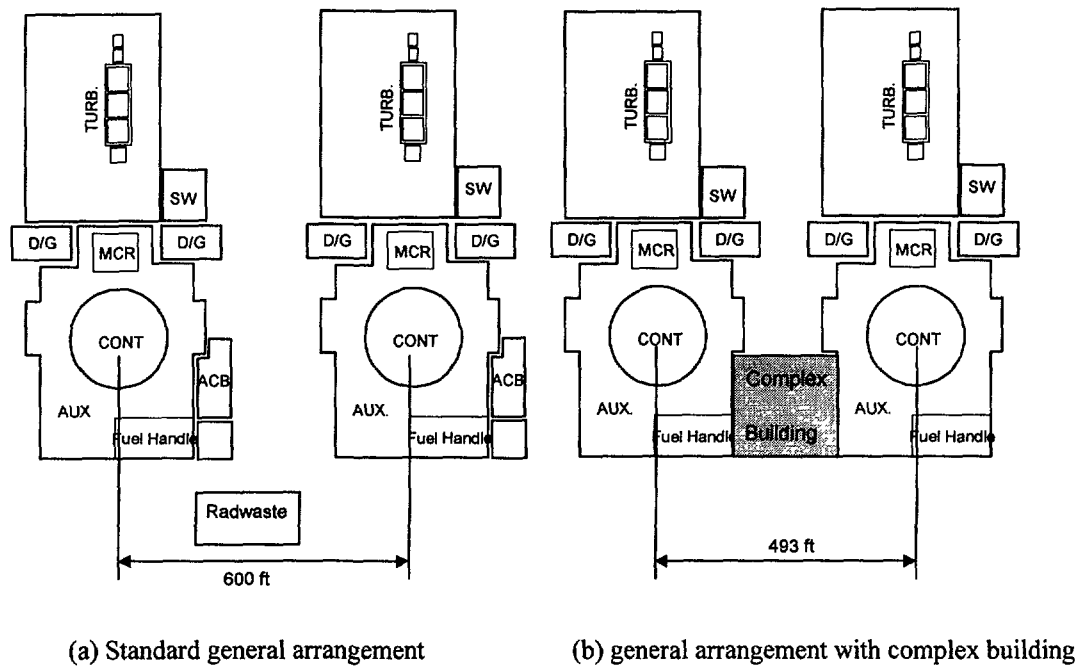 TURB.
TURB.
TURB.
TURB.
SW
SW
SW
SW
D/G
MCR
D/G
D/G
MCR
D/G
D/G
MCR
D/G
D/G
MCR
D/G
CONT
CONT
CONT
CONT
ACB
ACB
Complex
AUX.
AUX.
AUX.
AUX.
Fuel Handle
Fuel Handle
Fuel Handle
Building
Fuel Handle
Radwaste
600 ft
493 ft
(a) Standard general arrangement
(b) general arrangement with complex building